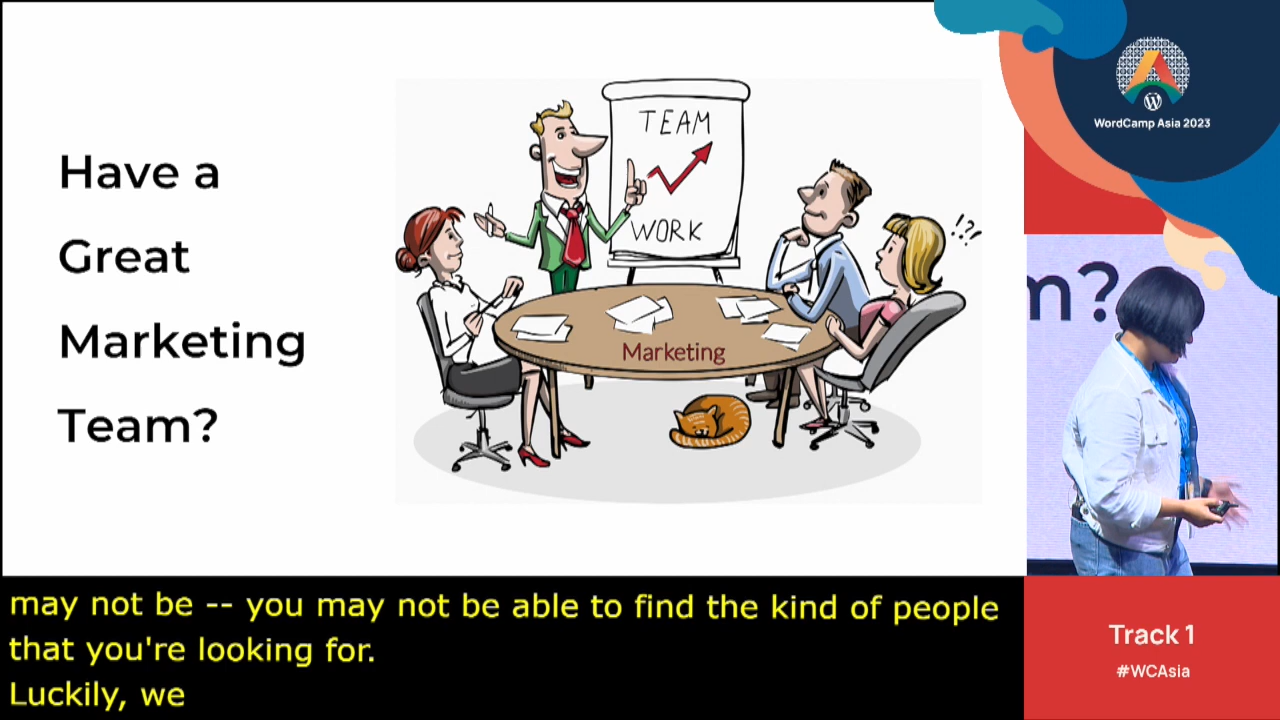 Have a
Great
Marketing
Team?
TEAM
WORK
Marketing
!?!
WordCamp Asia 2023
m?
may not be -- you may not be able to find the kind of people
that you're looking for.
Luckily, we
Track 1
#WCAsia